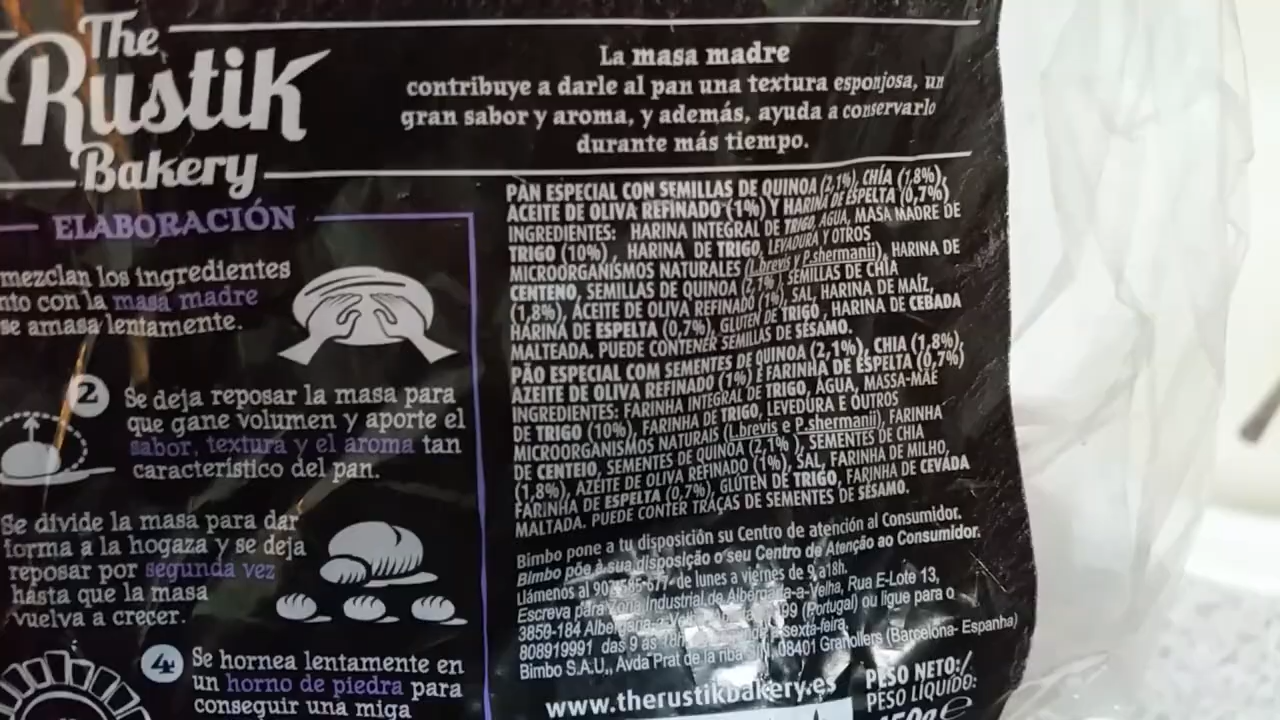 The
Rustik
Bakery
La masa madre
contribuye a darle al pan una textura esponjosa, un
gran sabor y aroma, y además, ayuda a conservarlo
durante más tiempo.
ELABORACIÓN
mezclan los ingredientes
nto con la masa madre
se amasa lentamente.
2 Se deja reposar la masa para
que gane volumen y aporte el
sabor, textura y el aroma tan
característico del pan.
Se divide la masa para dar
forma a la hogaza y se deja
reposar por segunda vez
hasta que la masa
vuelva a crecer.
4 Se hornea lentamente en
un horno de piedra para
conseguir una miga
PAN ESPECIAL CON SEMILLAS DE QUINOA (2,1%), CHÍA (1,8%),
ACEITE DE OLIVA REFINADO (1%) Y HARINA DE ESPELTA (0,7%)
INGREDIENTES: HARINA INTEGRAL DE TRIGO, AGUA, MASA MADRE DE
TRIGO (10%), HARINA DE TRIGO, LEVADURA Y OTROS
MICROORGANISMOS NATURALES (L.brevis y P.shermanii), HARINA DE
CENTENO, SEMILLAS DE QUINOA (2,1%), SEMILLAS DE CHÍA
(1,8%), ACEITE DE OLIVA REFINADO (1%), SAL, HARINA DE MAÍZ,
HARINA DE ESPELTA (0,7%), GLUTEN DE TRIGO, HARINA DE CEBADA
MALTEADA. PUEDE CONTENER SEMILLAS DE SÉSAMO.
PÃO ESPECIAL COM SEMENTES DE QUINOA (2,1%), CHIA (1,8%),
AZEITE DE OLIVA REFINADO (1%) E FARINHA DE ESPELTA (0,7%)
INGREDIENTES: FARINHA INTEGRAL DE TRIGO, ÁGUA, MASSA-MÃE
DE TRIGO (10%), FARINHA DE TRIGO, LEVEDURA E OUTROS
MICROORGANISMOS NATURAIS (L.brevis e P.shermanii), FARINHA
DE CENTEIO, SEMENTES DE QUINOA (2,1% ), SEMENTES DE CHIA
(1,8%), AZEITE DE OLIVA REFINADO (1%), SAL, FARINHA DE MILHO,
FARINHA DE ESPELTA (0,7%), GLÚTEN DE TRIGO, FARINHA DE CEVADA
MALTADA. PUEDE CONTER TRAÇAS DE SEMENTES DE SÉSAMO.
Bimbo pone a tu disposición su Centro de atención al Consumidor.
Bimbo põe à sua disposição o seu Centro de Atenção ao Consumidor.
Llámenos al 902 585 677 de lunes a viernes de 9 a18h.
Escreva para Zona Industrial de Albergaria-a-Velha, Rua E-Lote 13,
3850-184 Albergaria-a- (Portugal) ou ligue para o
808919991 das 9 às sexta-feira.
Bimbo S.A.U,, Avda Prat de la riba S/N, 08401 Granollers (Barcelona- Espanha)
www.therustikbakery.es
PESO NETO:/
PESO LÍQUIDO: